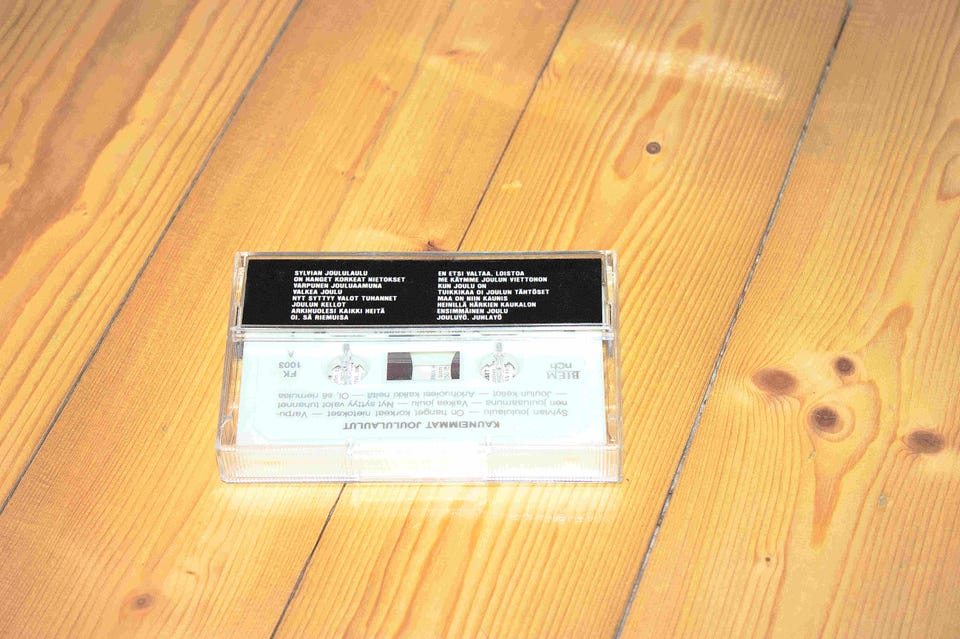 SYLVIAN JOULULAULU
ON HANGET KORKEAT NIETOKSET
VARPUNEN JOULUAAMUNA
VALKEA JOULU
NYT SYTTYY VALOT TUHANNET
JOULUN KELLOT
ARKIHUOLESI KAIKKI HEITÄ
OI, SÄ RIEMUISA
EN ETSI VALTAA, LOISTOA
ME KÄYMME JOULUN VIETTOHON
KUN JOULU ON
TUIKKIKAA OI JOULUN TÄHTÖSET
MAA ON NIIN KAUNIS
HEINILLÄ HÄRKIEN KAUKALON
ENSIMMÄINEN JOULU
JOULUYÖ, JUHLAYÖ
KAUNEIMMAT JOULULAULUT
Sylvian joululaulu — On hanget korkeat nietokset — Varpu-
nen jouluaamuna — Valkea joulu — Nyt syttyy valot tuhannet
— Joulun kellot — Arkihuolesi kaikki heitä — Oi, sä riemuisa
BIEM
ncb
FK
1003
A